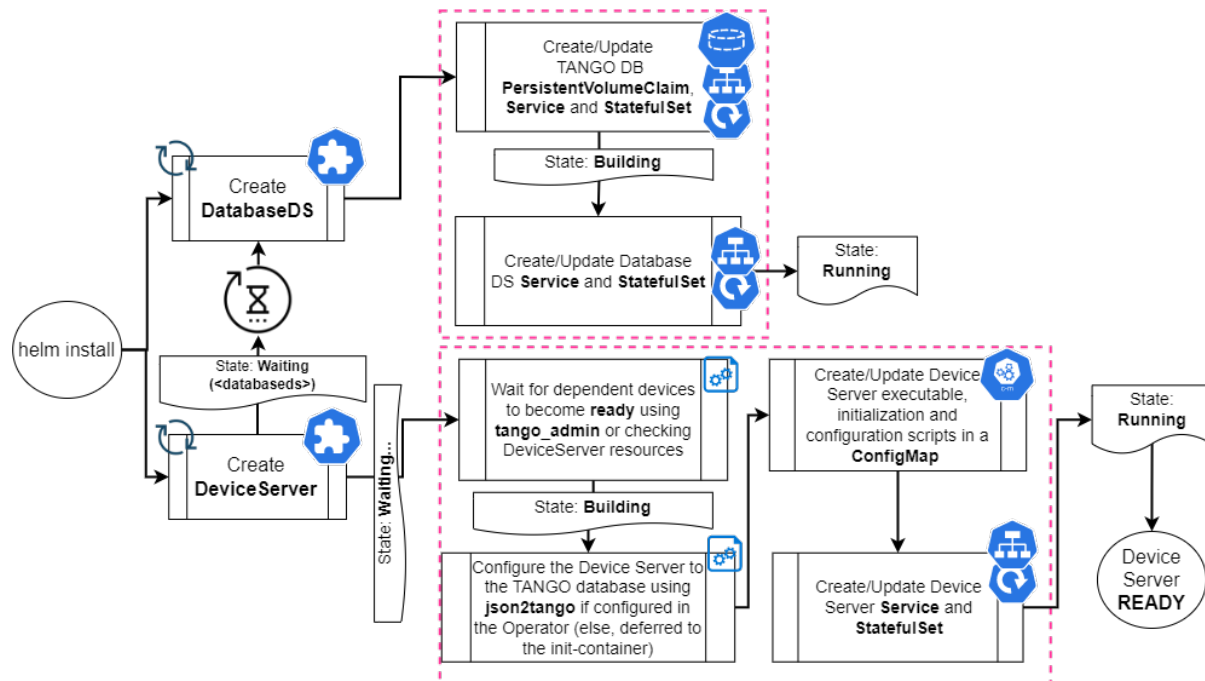 Create/Update
TANGO DB
PersistentVolumeClaim,
Service and StatefulSet
State: Building
Create
DatabaseDS
Create/Update Database
DS Service and StatefulSet
State:
Running
helm install
State: Waiting
(<databaseds>)
Create
DeviceServer
State: Waiting...
Wait for dependent devices
to become ready using
tango_admin or checking
DeviceServer resources
State: Building
Configure the Device Server to
the TANGO database using
json2tango if configured in
the Operator (else, deferred to
the init-container)
Create/Update Device
Server executable,
initialization and
configuration scripts in a
ConfigMap
c-m
Create/Update Device
Server Service and
StatefulSet
State:
Running
Device
Server
READY